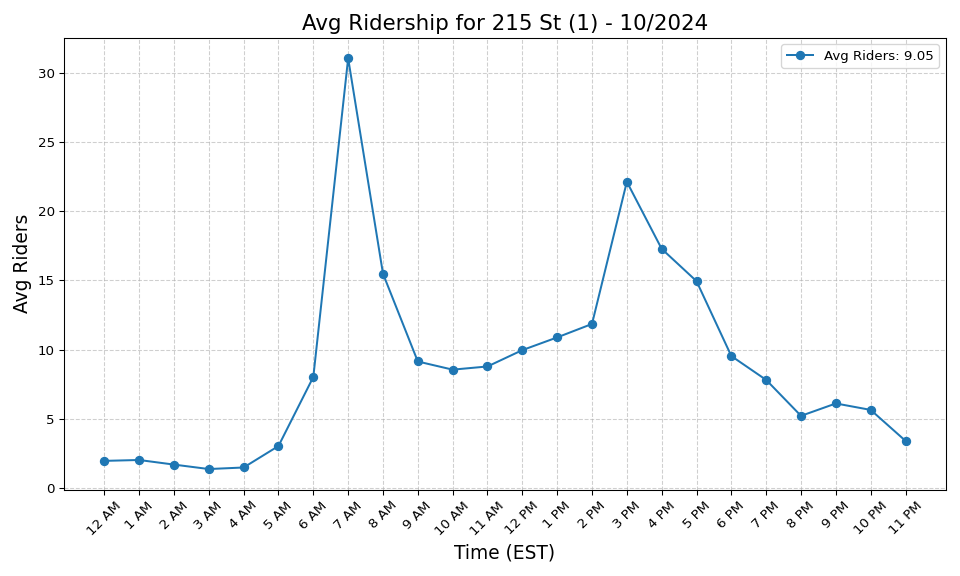 Avg Ridership for 215 St (1) - 10/2024
Avg Riders: 9.05
Avg Riders
30
25
20
15
10
5
0
12 AM
1 AM
2 AM
3 AM
4 AM
5 AM
6 AM
7 AM
8 AM
9 AM
10 AM
11 AM
12 PM
1 PM
2 PM
3 PM
4 PM
5 PM
6 PM
7 PM
8 PM
9 PM
10 PM
11 PM
Time (EST)